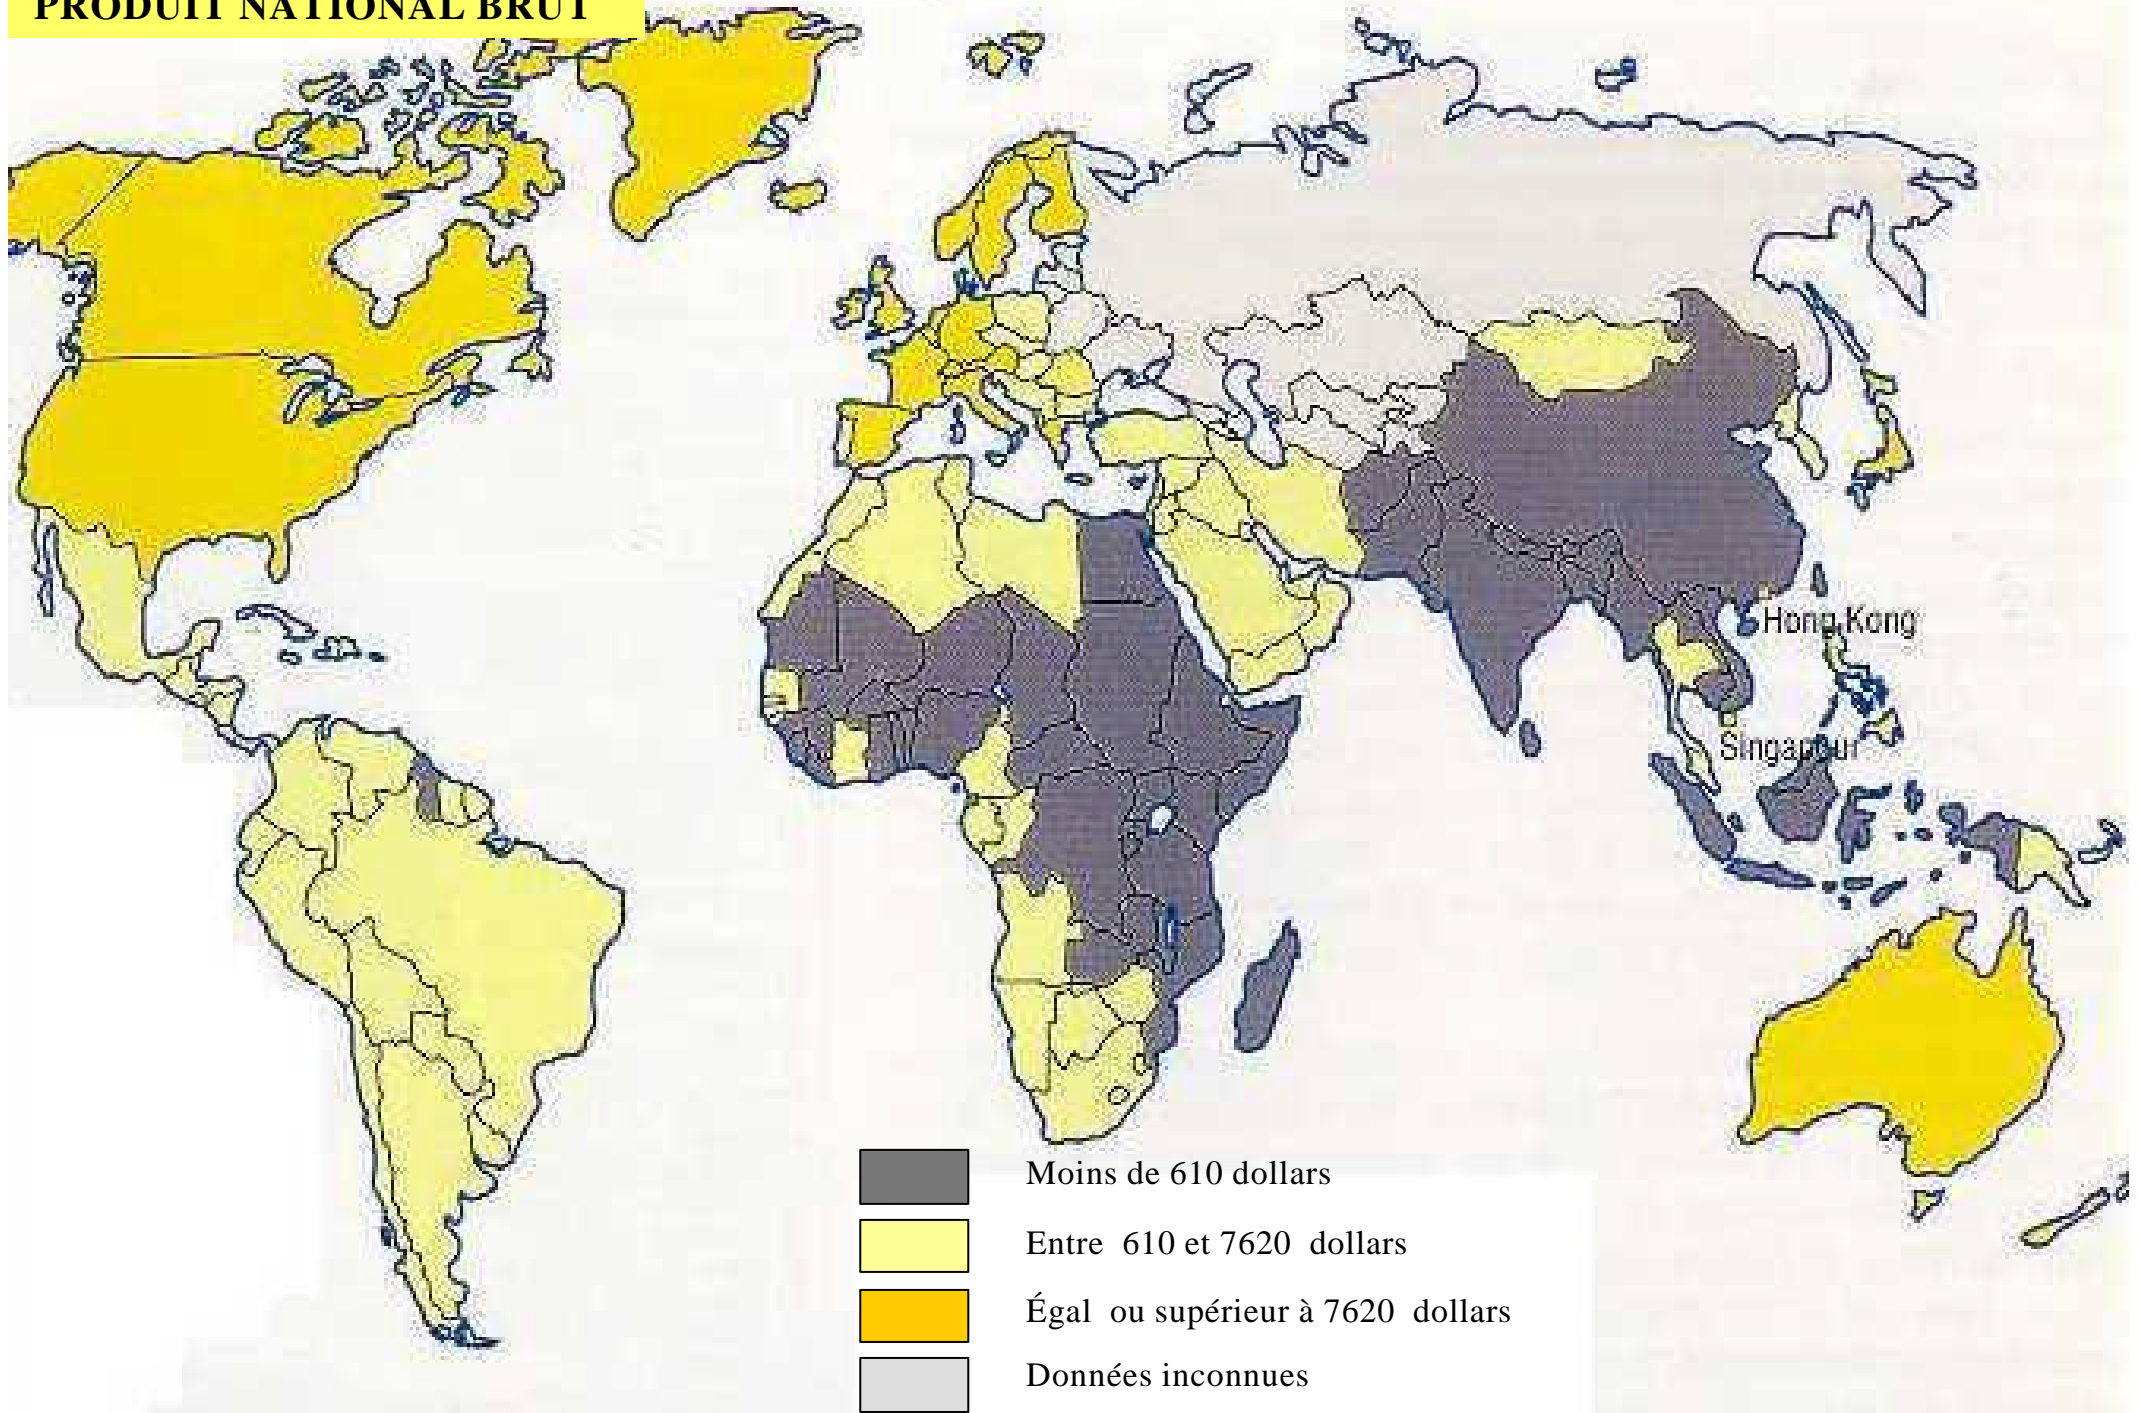 PRODUIT NATIONAL BRUT
Hong Kong
Singapour
Moins de 610 dollars
Entre 610 et 7620 dollars
Égal ou supérieur à 7620 dollars
Données inconnues